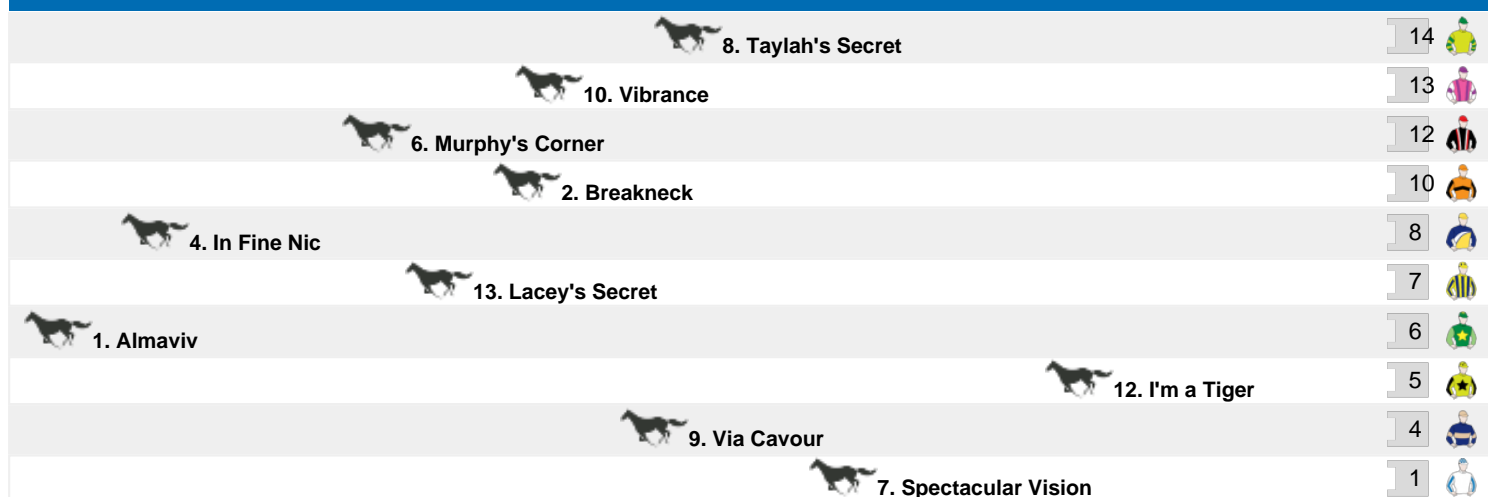 8. Taylah's Secret 14
10. Vibrance 13
6. Murphy's Corner 12
2. Breakneck 10
4. In Fine Nic 8
13. Lacey's Secret 7
1. Almaviv 6
12. I'm a Tiger 5
9. Via Cavour 4
7. Spectacular Vision 1